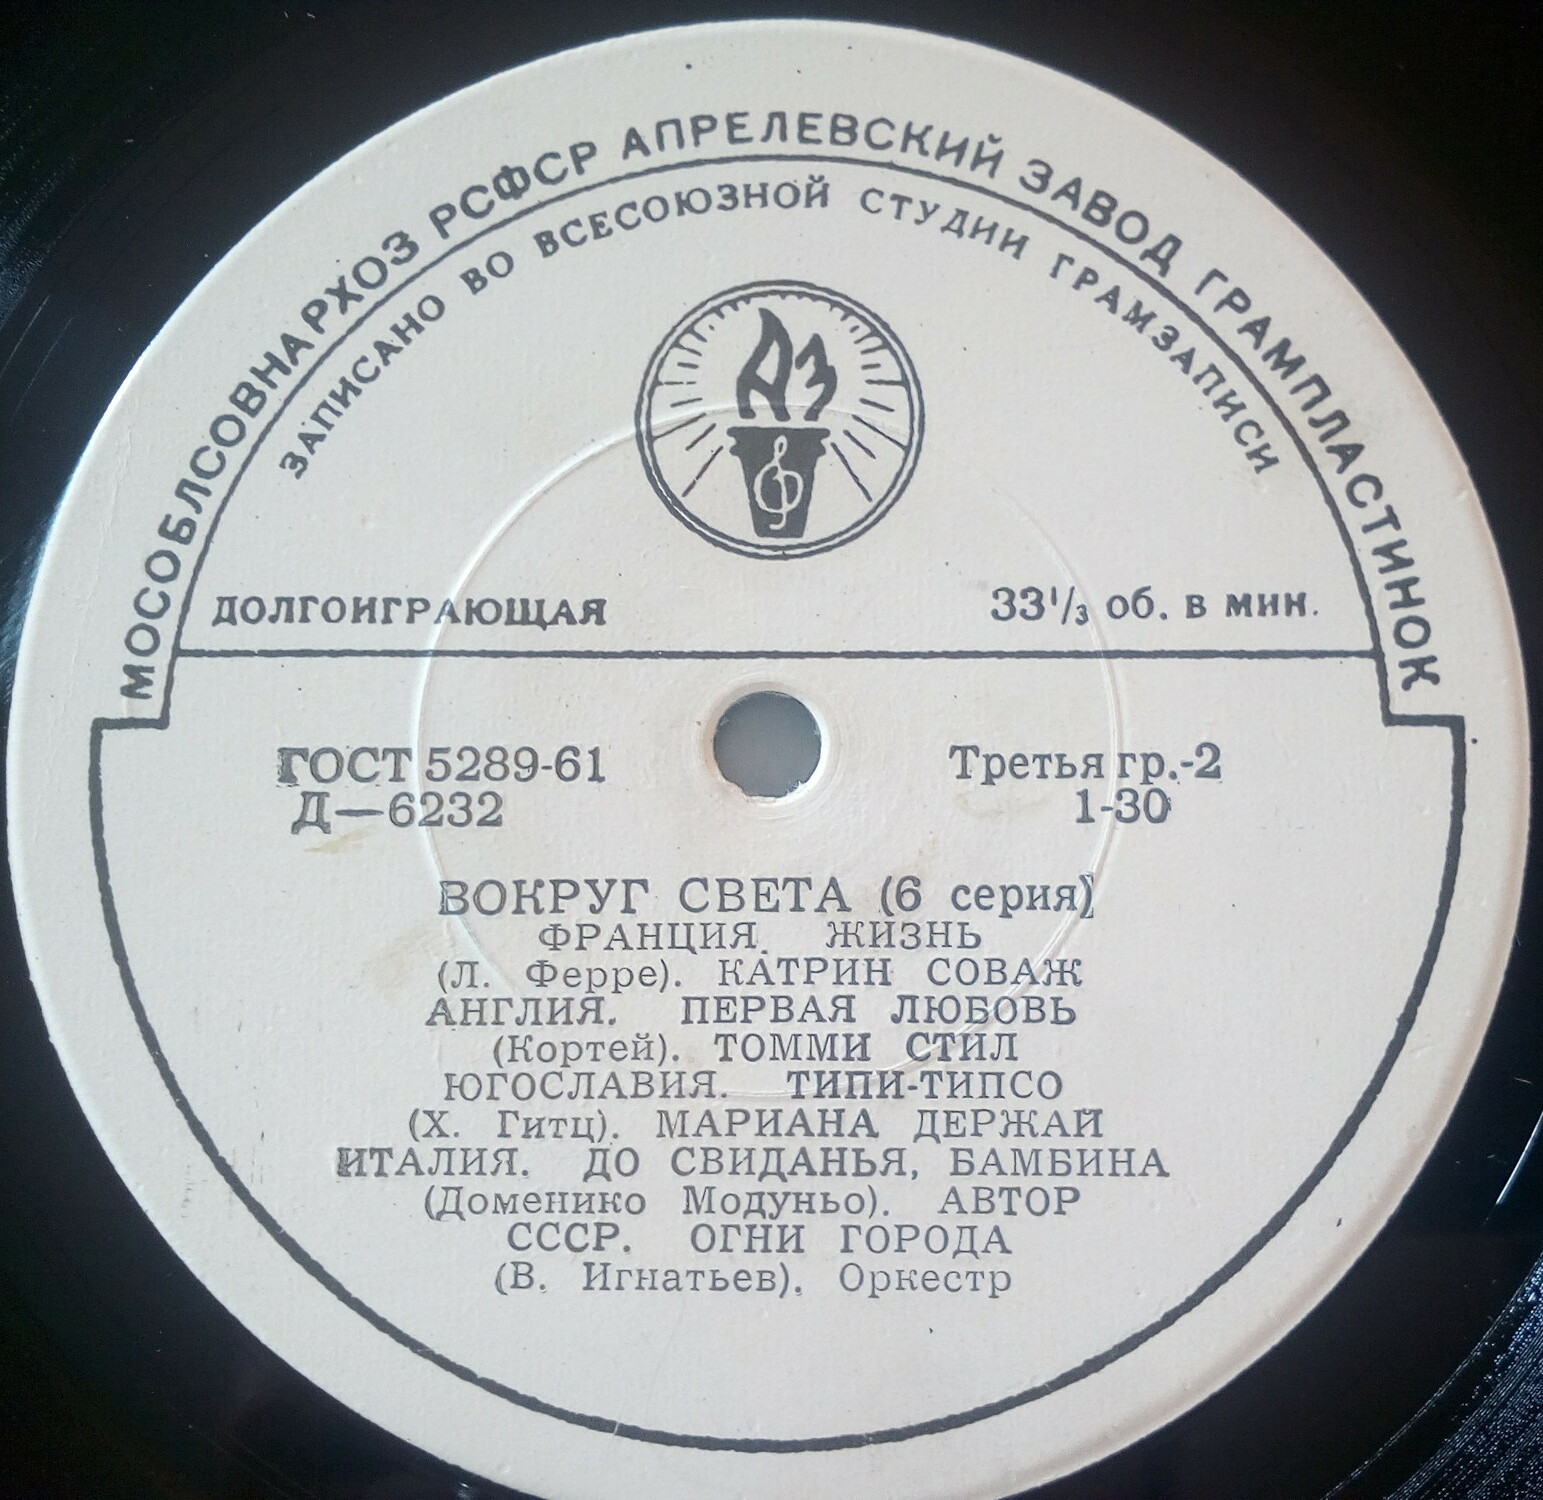 МОСОБЛСОВНАРХОЗ РСФСР АПРЕЛЕВСКИЙ ЗАВОД ГРАМПЛАСТИНОК
ЗАПИСАНО ВО ВСЕСОЮЗНОЙ СТУДИИ ГРАМЗАПИСИ
АЗ
ДОЛГОИГРАЮЩАЯ 33 1/3 об. в мин.
ГОСТ 5289-61 Третья гр.-2
Д—6232 1-30
ВОКРУГ СВЕТА (6 серия)
ФРАНЦИЯ. ЖИЗНЬ
(Л. Ферре). КАТРИН СОВАЖ
АНГЛИЯ. ПЕРВАЯ ЛЮБОВЬ
(Кортей). ТОММИ СТИЛ
ЮГОСЛАВИЯ. ТИПИ-ТИПСО
(Х. Гитц). МАРИАНА ДЕРЖАЙ
ИТАЛИЯ. ДО СВИДАНЬЯ, БАМБИНА
(Доменико Модуньо). АВТОР
СССР. ОГНИ ГОРОДА
(В. Игнатьев). Оркестр